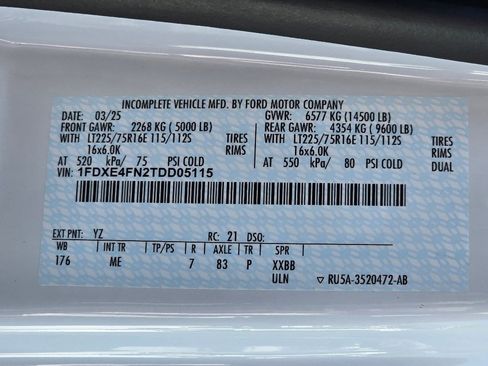 INCOMPLETE VEHICLE MFD. BY FORD MOTOR COMPANY
DATE: 03/25 GVWR: 6577 KG (14500 LB)
FRONT GAWR: 2268 KG (5000 LB) REAR GAWR: 4354 KG (9600 LB)
WITH LT225/75R16E 115/112S TIRES WITH LT225/75R16E 115/112S TIRES
16x6.0K RIMS 16x6.0K RIMS
AT 520 kPa/ 75 PSI COLD AT 550 kPa/ 80 PSI COLD DUAL
VIN: 1FDXE4FN2TDD05115
EXT PNT: YZ RC: 21 DSO:
WB INT TR TP/PS R AXLE TR SPR
176 ME 7 83 P XXBB
ULN ▽ RU5A-3520472-AB